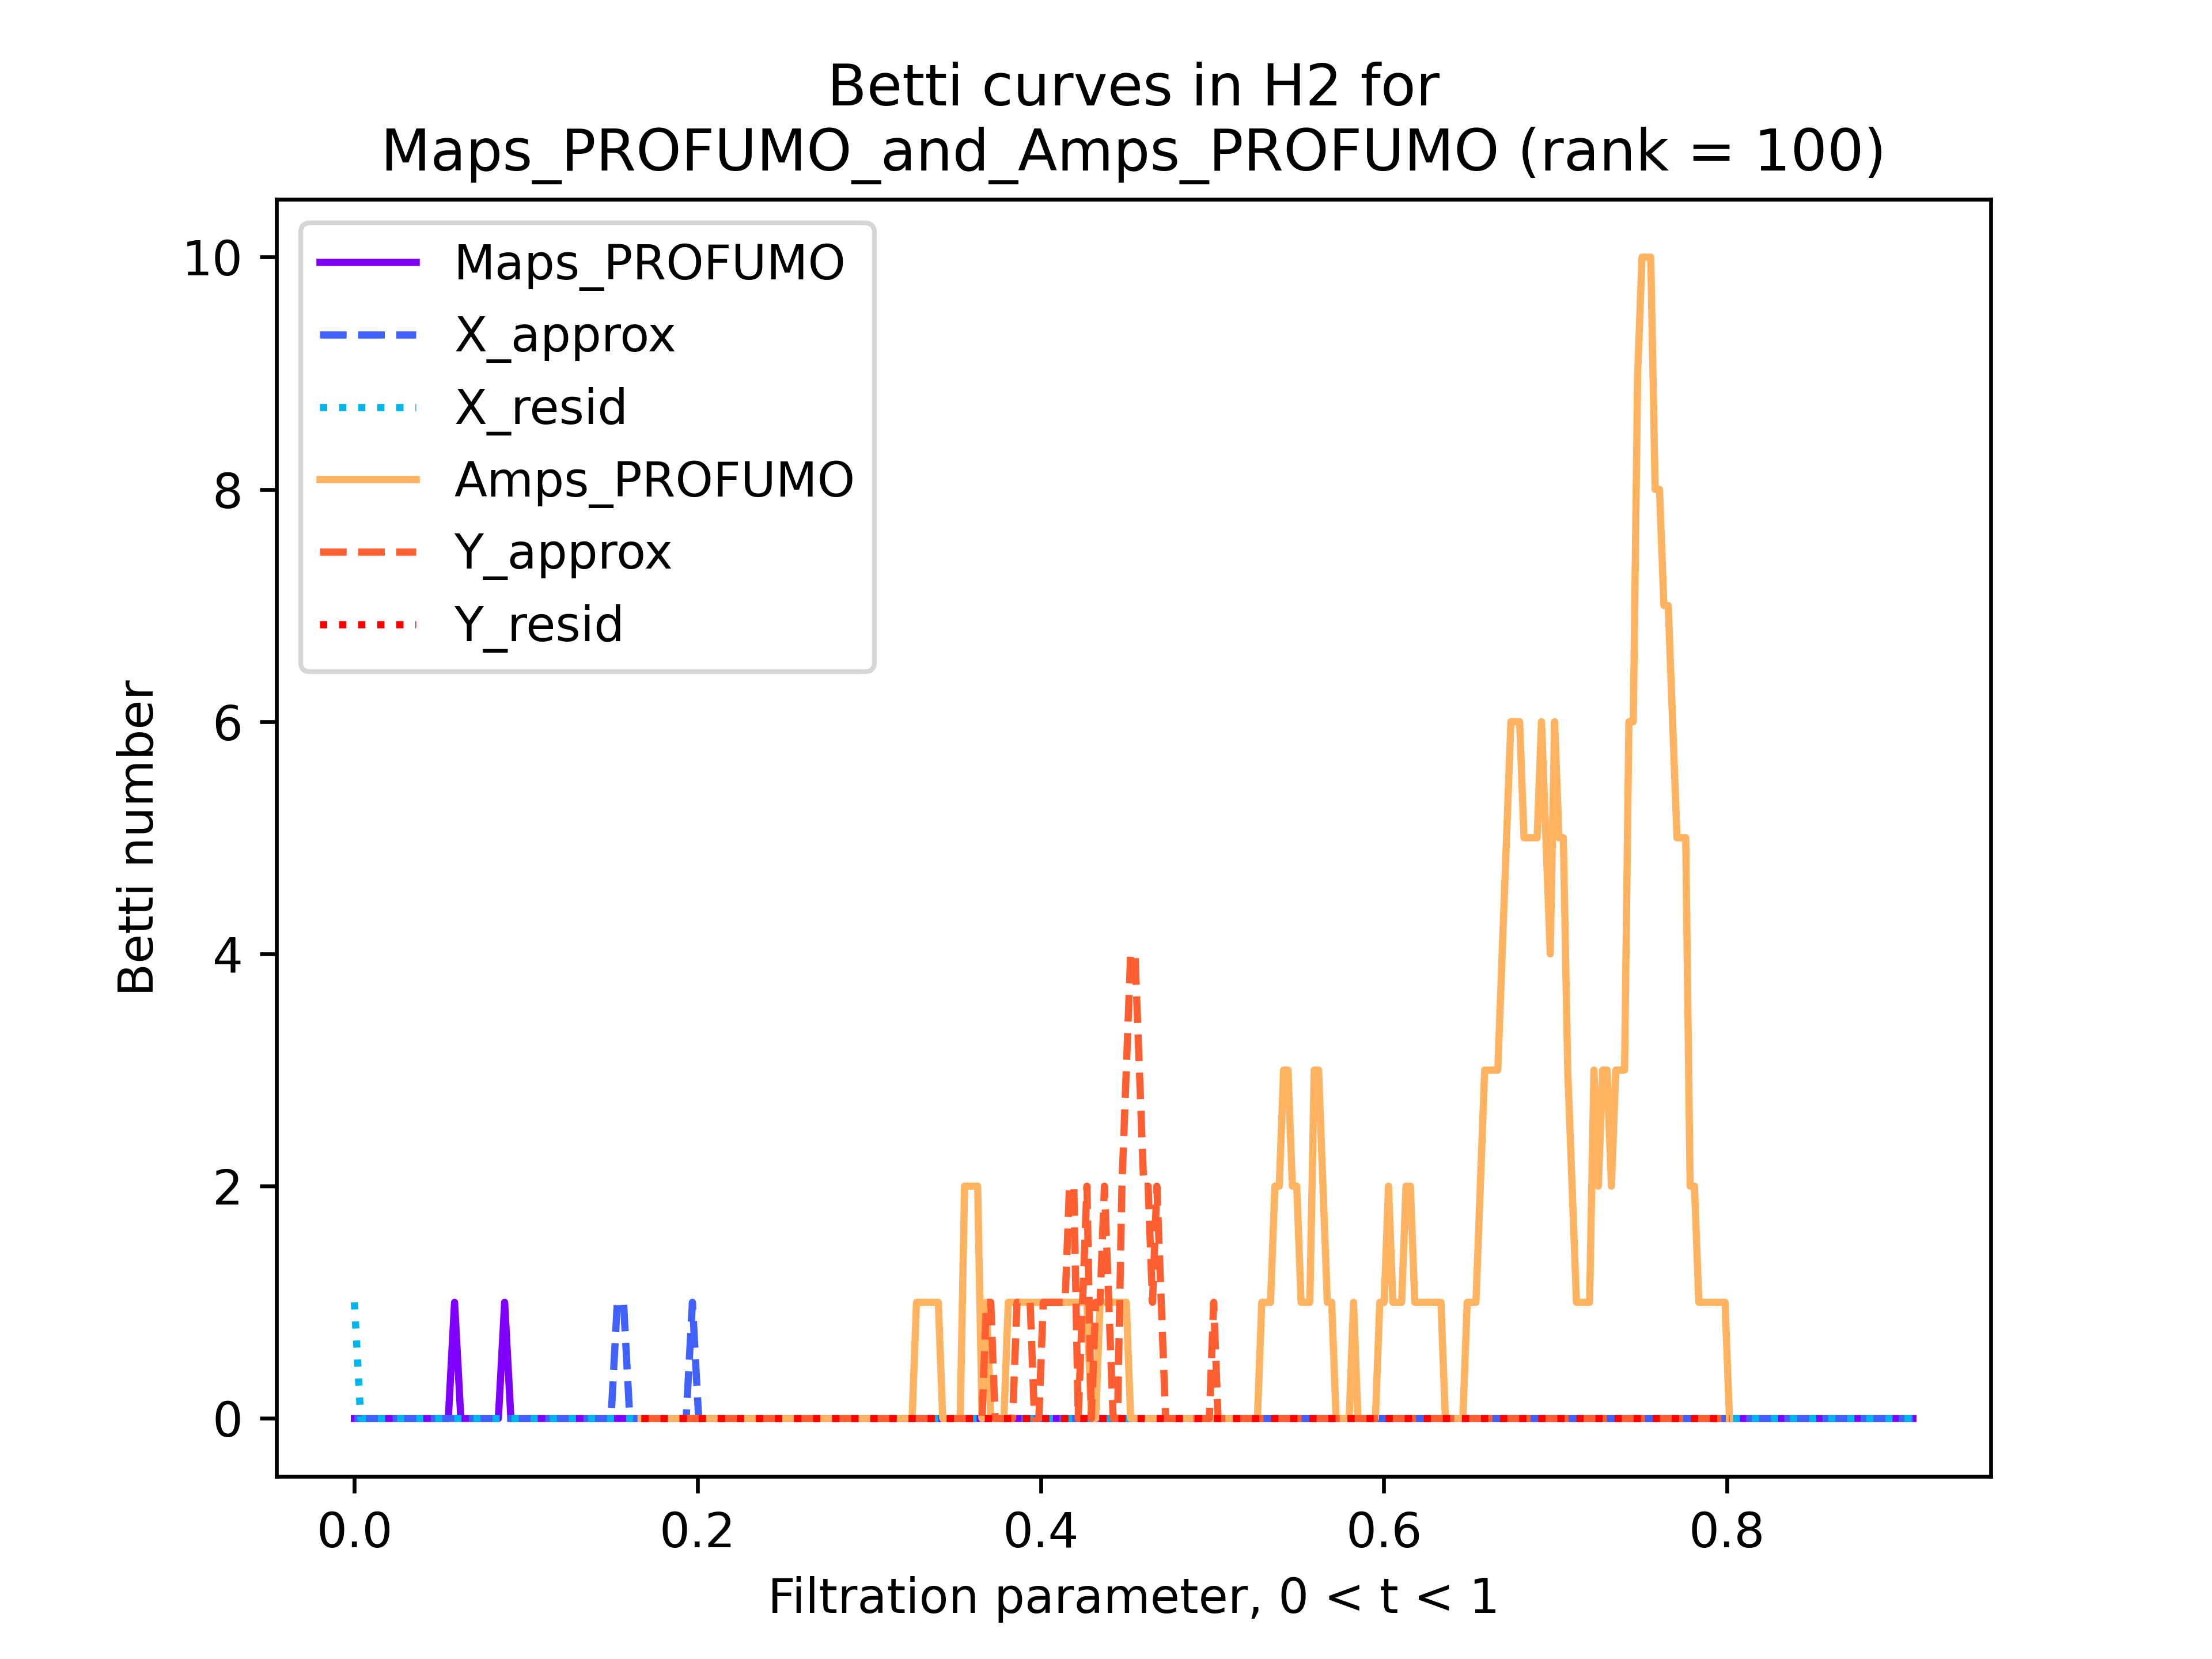 Betti curves in H2 for
Maps_PROFUMO_and_Amps_PROFUMO (rank = 100)
Maps_PROFUMO
X_approx
X_resid
Amps_PROFUMO
Y_approx
Y_resid
Betti number
10
8
6
4
2
0
0.0 0.2 0.4 0.6 0.8
Filtration parameter, 0 < t < 1